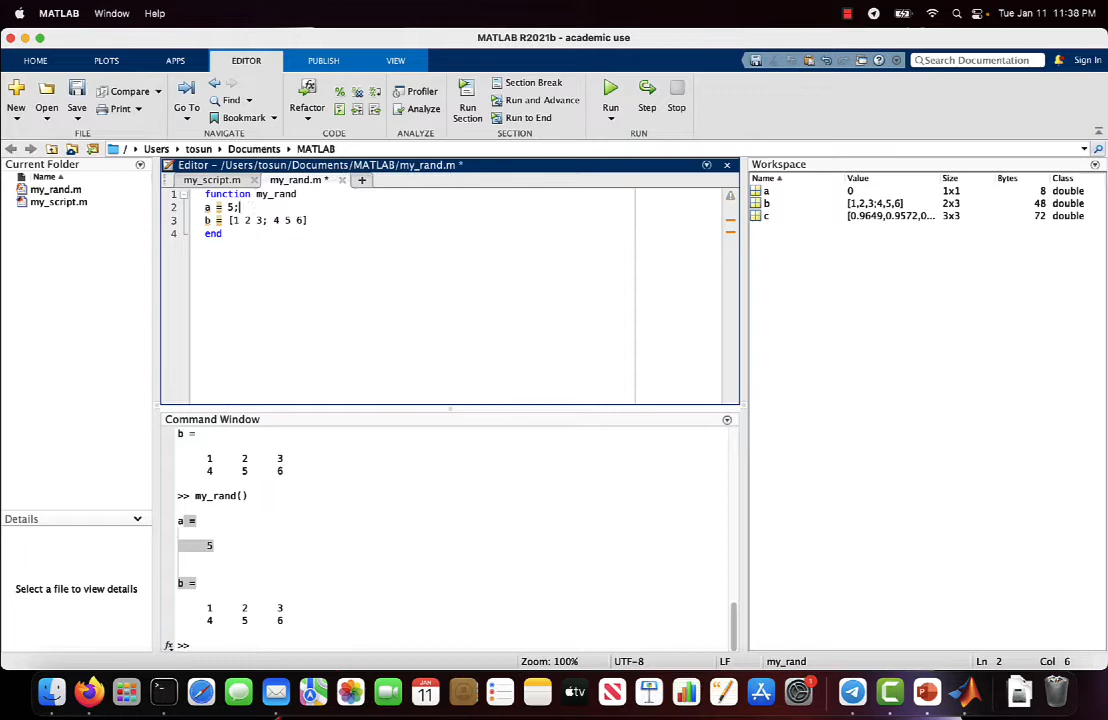 MATLAB Window Help Tue Jan 11 11:38 PM
MATLAB R2021b - academic use
HOME PLOTS APPS EDITOR PUBLISH VIEW Search Documentation Sign In
New Open Save Compare Print Go To Find Bookmark Refactor Profiler Analyze Run Section Section Break Run and Advance Run to End Run Step Stop
FILE NAVIGATE CODE ANALYZE SECTION RUN
/ Users tosun Documents MATLAB
Current Folder
Name
my_rand.m
my_script.m
Details
Select a file to view details
Editor - /Users/tosun/Documents/MATLAB/my_rand.m *
my_script.m my_rand.m * +
1 function my_rand
2 a = 5;
3 b = [1 2 3; 4 5 6]
4 end
Command Window
b =
1 2 3
4 5 6
>> my_rand()
a =
5
b =
1 2 3
4 5 6
fx >>
Workspace
Name Value Size Bytes Class
a 0 1x1 8 double
b [1,2,3;4,5,6] 2x3 48 double
c [0.9649,0.9572,0... 3x3 72 double
Zoom: 100% UTF-8 LF my_rand Ln 2 Col 6
JAN
11
tv
1